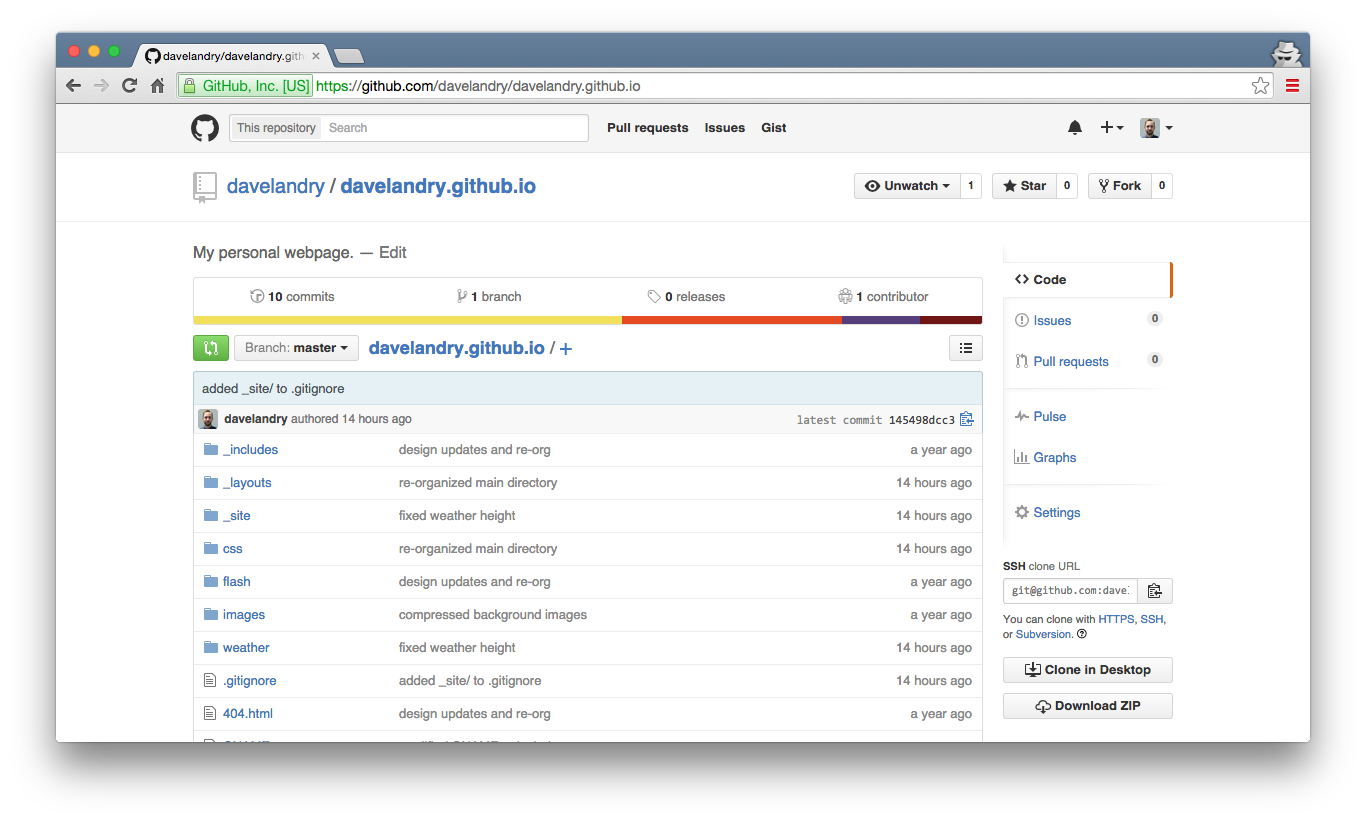 davelandry/davelandry.gith
GitHub, Inc. [US] https://github.com/davelandry/davelandry.github.io
This repository Search Pull requests Issues Gist
davelandry / davelandry.github.io Unwatch 1 Star 0 Fork 0
My personal webpage. — Edit
10 commits 1 branch 0 releases 1 contributor
Branch: master davelandry.github.io / +
added _site/ to .gitignore
davelandry authored 14 hours ago latest commit 145498dcc3
_includes design updates and re-org a year ago
_layouts re-organized main directory 14 hours ago
_site fixed weather height 14 hours ago
css re-organized main directory 14 hours ago
flash design updates and re-org a year ago
images compressed background images a year ago
weather fixed weather height 14 hours ago
.gitignore added _site/ to .gitignore 14 hours ago
404.html design updates and re-org a year ago
Code
Issues 0
Pull requests 0
Pulse
Graphs
Settings
SSH clone URL
git@github.com:dave
You can clone with HTTPS, SSH,
or Subversion.
Clone in Desktop
Download ZIP